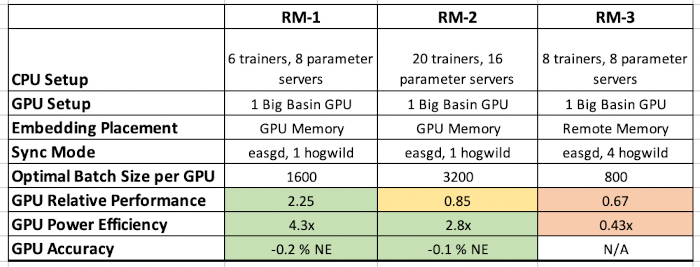 RM-1 RM-2 RM-3
CPU Setup 6 trainers, 8 parameter servers 20 trainers, 16 parameter servers 8 trainers, 8 parameter servers
GPU Setup 1 Big Basin GPU 1 Big Basin GPU 1 Big Basin GPU
Embedding Placement GPU Memory GPU Memory Remote Memory
Sync Mode easgd, 1 hogwild easgd, 1 hogwild easgd, 4 hogwild
Optimal Batch Size per GPU 1600 3200 800
GPU Relative Performance 2.25 0.85 0.67
GPU Power Efficiency 4.3x 2.8x 0.43x
GPU Accuracy -0.2 % NE -0.1 % NE N/A